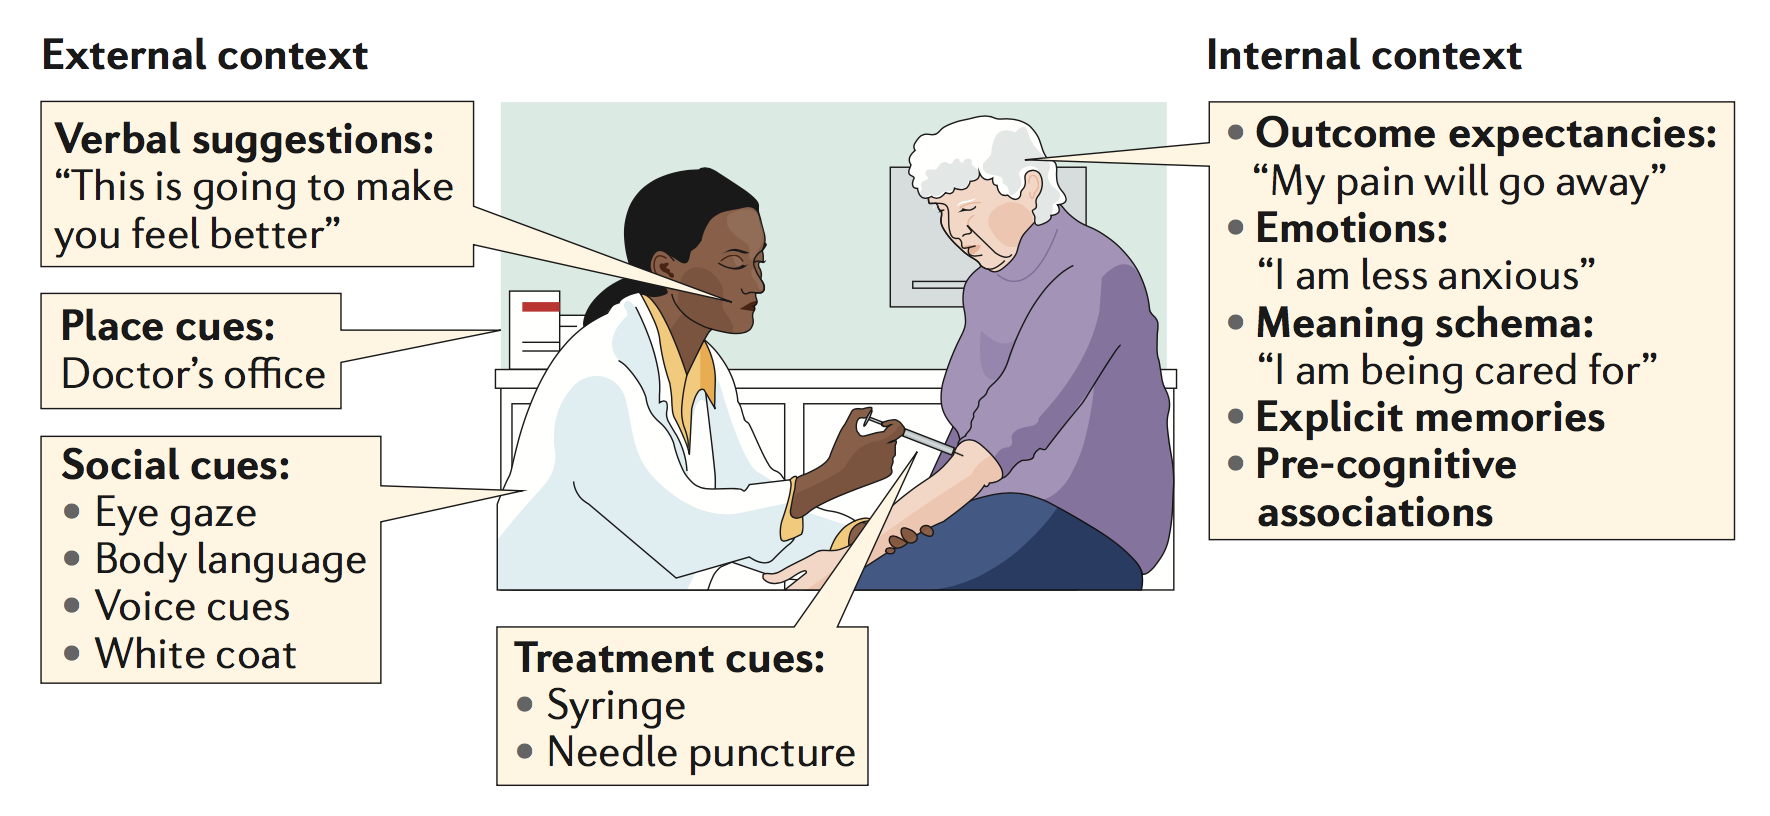 External context
Verbal suggestions:
“This is going to make
you feel better”
Place cues:
Doctor’s office
Social cues:
• Eye gaze
• Body language
• Voice cues
• White coat
Treatment cues:
• Syringe
• Needle puncture
Internal context
• Outcome expectancies:
“My pain will go away”
• Emotions:
“I am less anxious”
• Meaning schema:
“I am being cared for”
• Explicit memories
• Pre-cognitive
associations